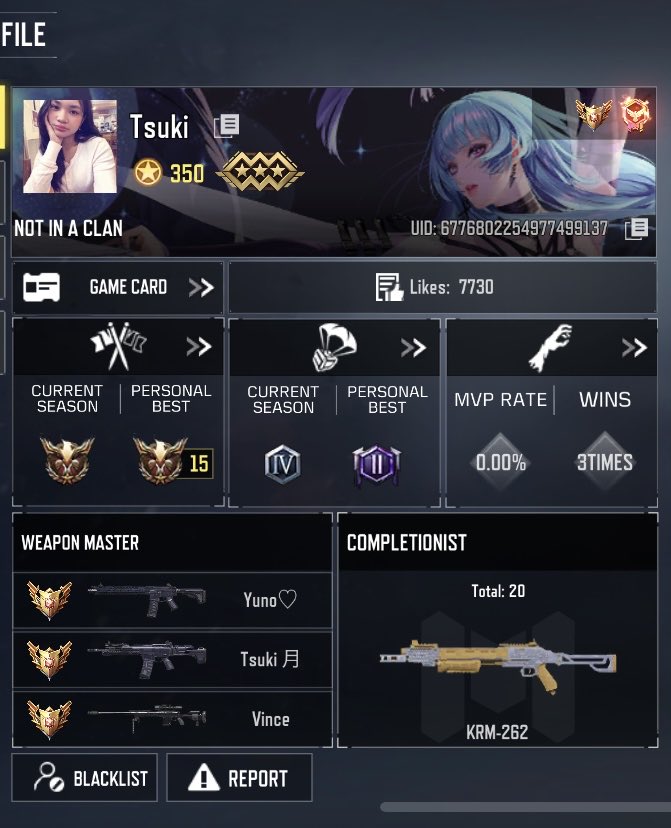 FILE
Tsuki
350
NOT IN A CLAN
UID: 6776802254977499137
GAME CARD
Likes: 7730
CURRENT SEASON
PERSONAL BEST
15
CURRENT SEASON
PERSONAL BEST
IV
II
MVP RATE
WINS
0.00%
3TIMES
WEAPON MASTER
Yuno♡
Tsuki 月
Vince
COMPLETIONIST
Total: 20
KRM-262
BLACKLIST
REPORT